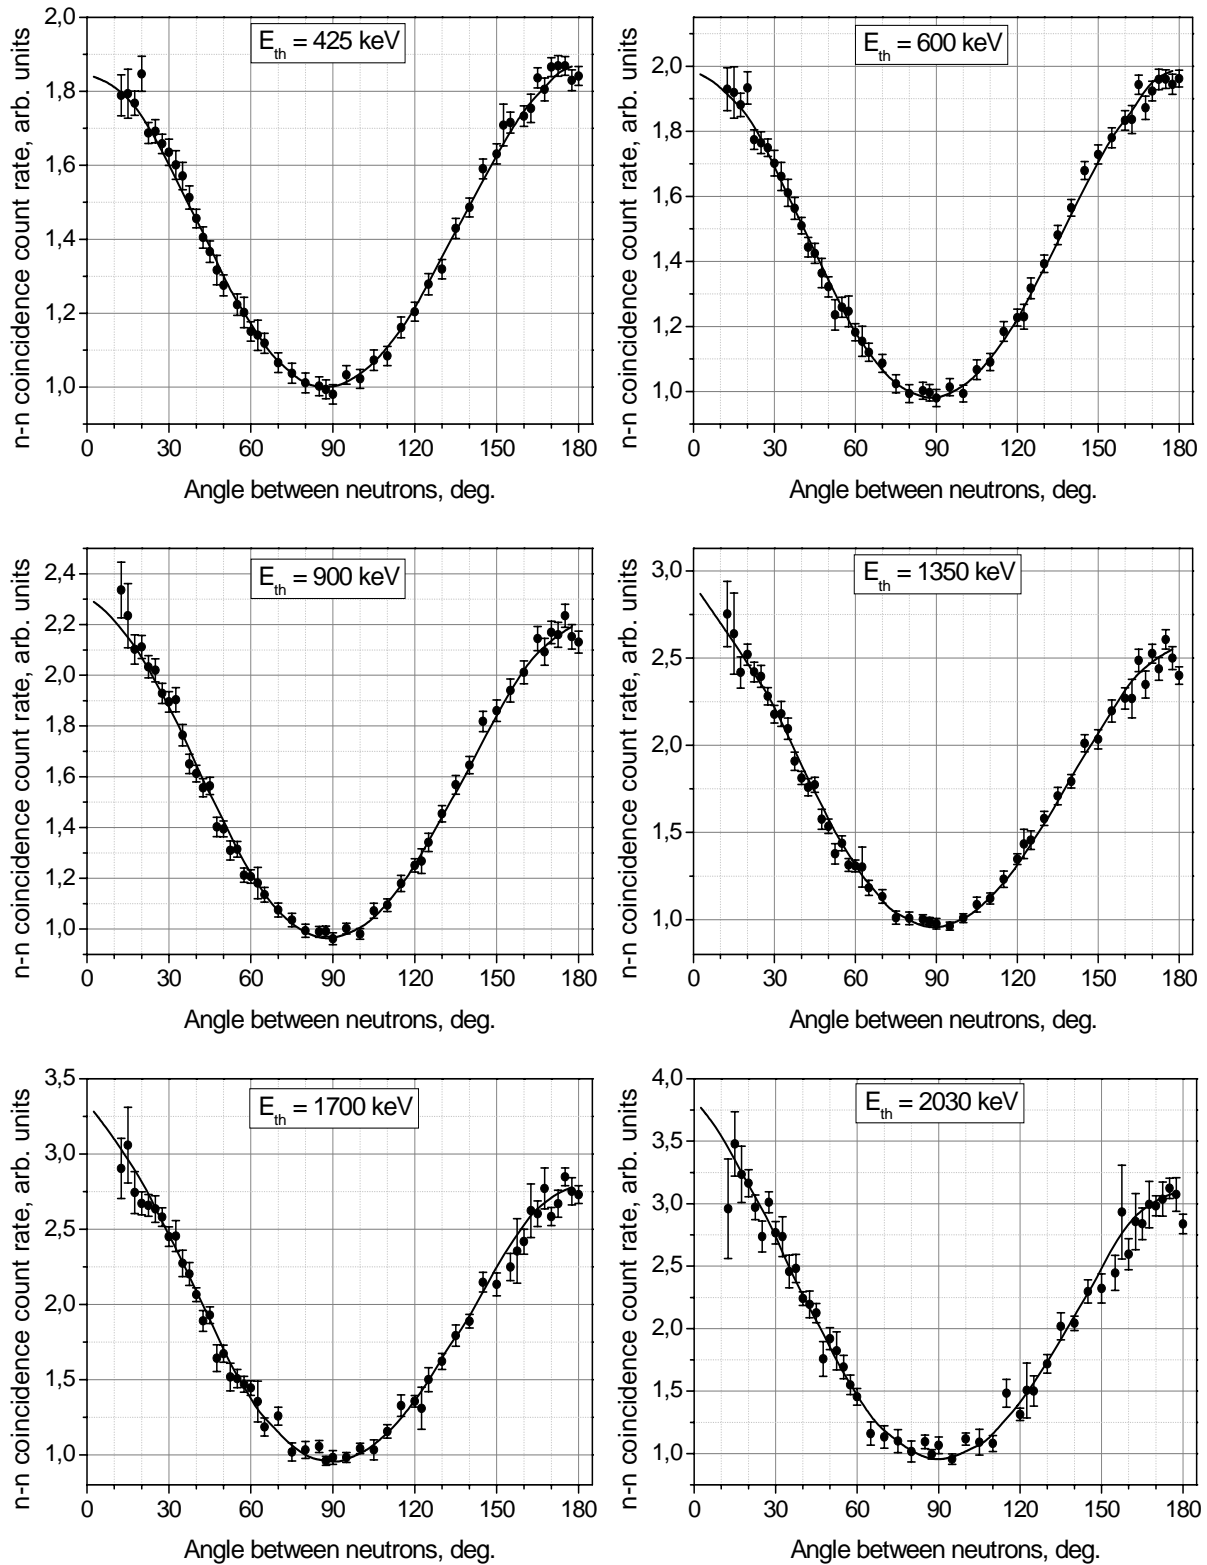 E_th = 425 keV
n-n coincidence count rate, arb. units
2,0
1,8
1,6
1,4
1,2
1,0
0 30 60 90 120 150 180
Angle between neutrons, deg.
E_th = 600 keV
n-n coincidence count rate, arb. units
2,0
1,8
1,6
1,4
1,2
1,0
0 30 60 90 120 150 180
Angle between neutrons, deg.
E_th = 900 keV
n-n coincidence count rate, arb. units
2,4
2,2
2,0
1,8
1,6
1,4
1,2
1,0
0 30 60 90 120 150 180
Angle between neutrons, deg.
E_th = 1350 keV
n-n coincidence count rate, arb. units
3,0
2,5
2,0
1,5
1,0
0 30 60 90 120 150 180
Angle between neutrons, deg.
E_th = 1700 keV
n-n coincidence count rate, arb. units
3,5
3,0
2,5
2,0
1,5
1,0
0 30 60 90 120 150 180
Angle between neutrons, deg.
E_th = 2030 keV
n-n coincidence count rate, arb. units
4,0
3,5
3,0
2,5
2,0
1,5
1,0
0 30 60 90 120 150 180
Angle between neutrons, deg.